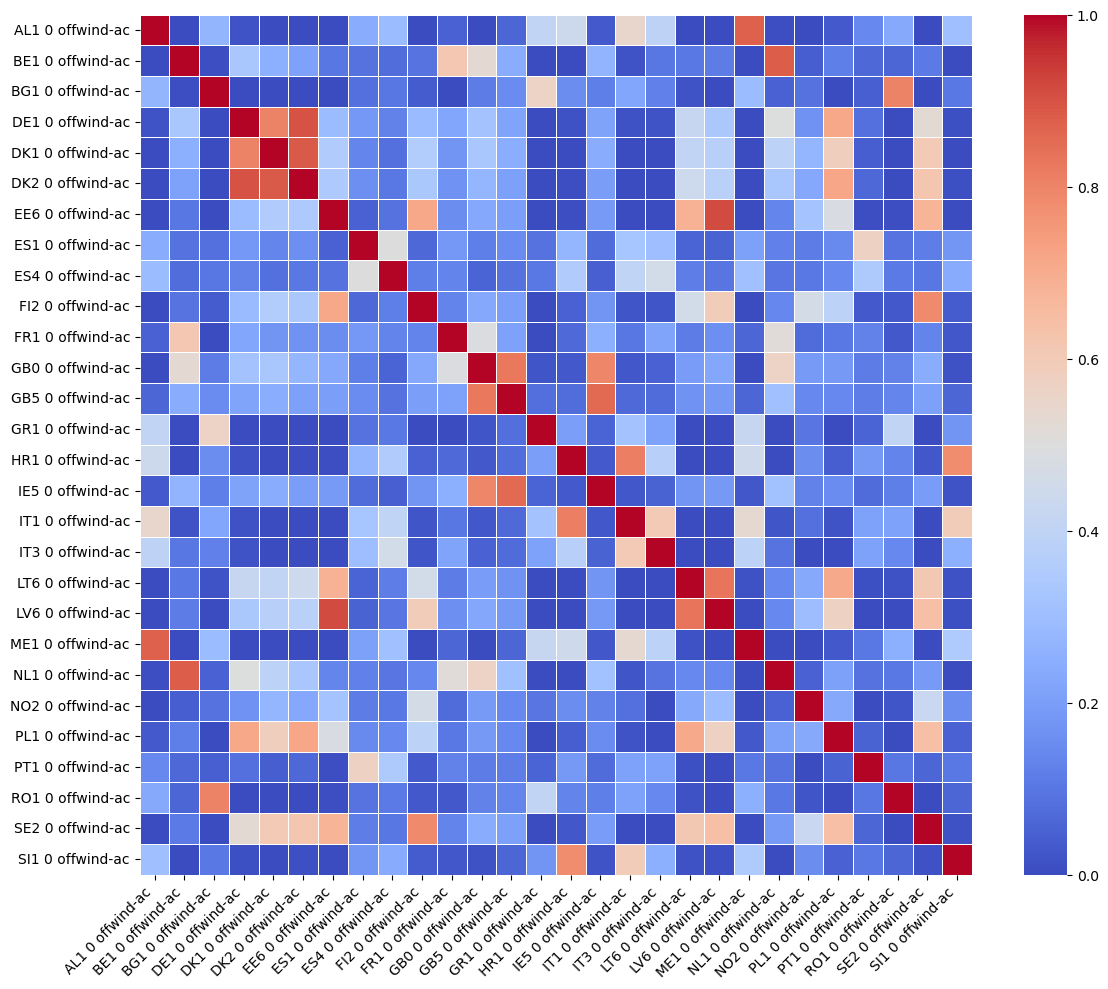 AL1 0 offwind-ac
BE1 0 offwind-ac
BG1 0 offwind-ac
DE1 0 offwind-ac
DK1 0 offwind-ac
DK2 0 offwind-ac
EE6 0 offwind-ac
ES1 0 offwind-ac
ES4 0 offwind-ac
FI2 0 offwind-ac
FR1 0 offwind-ac
GB0 0 offwind-ac
GB5 0 offwind-ac
GR1 0 offwind-ac
HR1 0 offwind-ac
IE5 0 offwind-ac
IT1 0 offwind-ac
IT3 0 offwind-ac
LT6 0 offwind-ac
LV6 0 offwind-ac
ME1 0 offwind-ac
NL1 0 offwind-ac
NO2 0 offwind-ac
PL1 0 offwind-ac
PT1 0 offwind-ac
RO1 0 offwind-ac
SE2 0 offwind-ac
SI1 0 offwind-ac
AL1 0 offwind-ac
BE1 0 offwind-ac
BG1 0 offwind-ac
DE1 0 offwind-ac
DK1 0 offwind-ac
DK2 0 offwind-ac
EE6 0 offwind-ac
ES1 0 offwind-ac
ES4 0 offwind-ac
FI2 0 offwind-ac
FR1 0 offwind-ac
GB0 0 offwind-ac
GB5 0 offwind-ac
GR1 0 offwind-ac
HR1 0 offwind-ac
IE5 0 offwind-ac
IT1 0 offwind-ac
IT3 0 offwind-ac
LT6 0 offwind-ac
LV6 0 offwind-ac
ME1 0 offwind-ac
NL1 0 offwind-ac
NO2 0 offwind-ac
PL1 0 offwind-ac
PT1 0 offwind-ac
RO1 0 offwind-ac
SE2 0 offwind-ac
SI1 0 offwind-ac
1.0
0.8
0.6
0.4
0.2
0.0